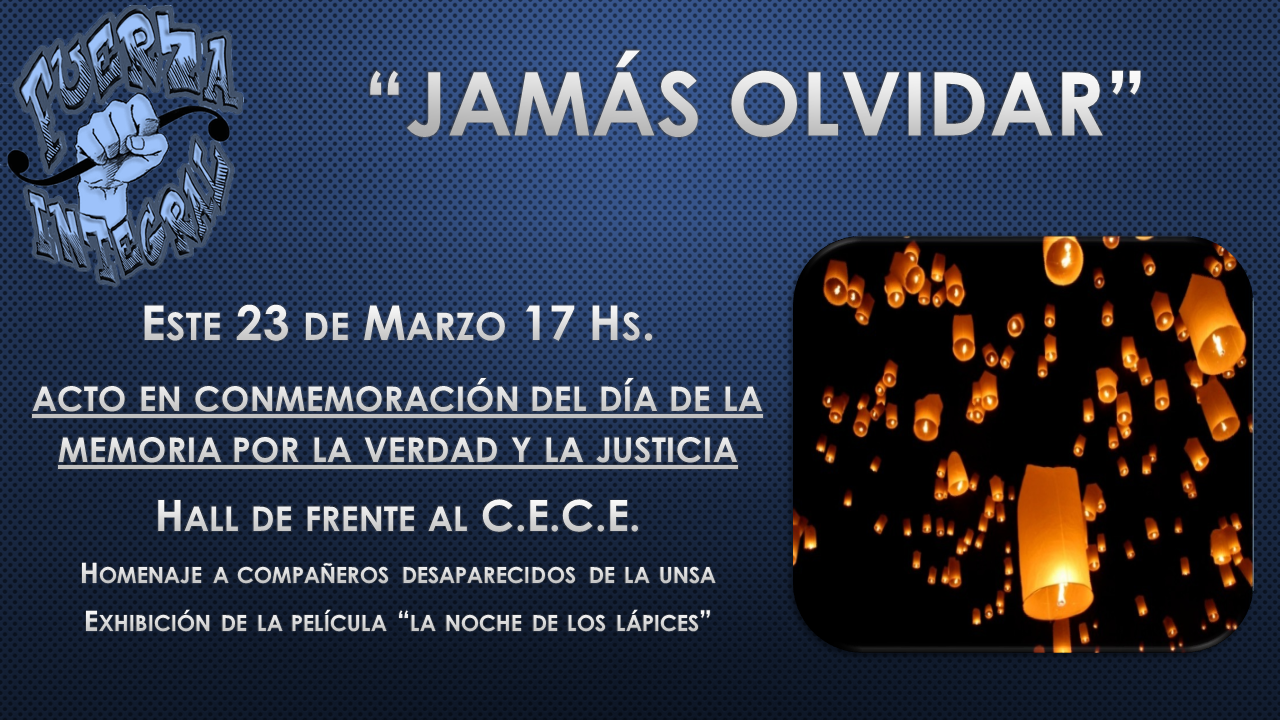 FUERZA
INTEGRAL
“JAMÁS OLVIDAR”
ESTE 23 DE MARZO 17 HS.
ACTO EN CONMEMORACIÓN DEL DÍA DE LA
MEMORIA POR LA VERDAD Y LA JUSTICIA
HALL DE FRENTE AL C.E.C.E.
HOMENAJE A COMPAÑEROS DESAPARECIDOS DE LA UNSA
EXHIBICIÓN DE LA PELÍCULA “LA NOCHE DE LOS LÁPICES”